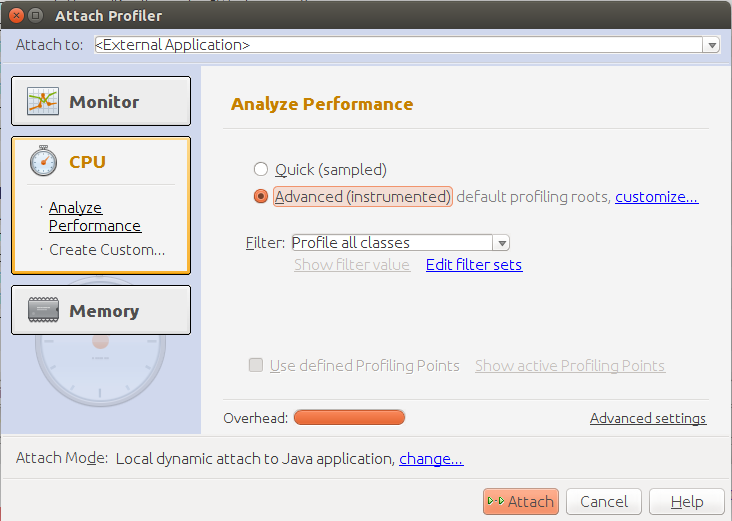 Attach Profiler
Attach to: <External Application>
Monitor
CPU
· Analyze
Performance
· Create Custom...
Memory
Analyze Performance
Quick (sampled)
Advanced (instrumented) default profiling roots, customize...
Filter: Profile all classes
Show filter value Edit filter sets
Use defined Profiling Points Show active Profiling Points
Overhead: Advanced settings
Attach Mode: Local dynamic attach to Java application, change...
Attach Cancel Help